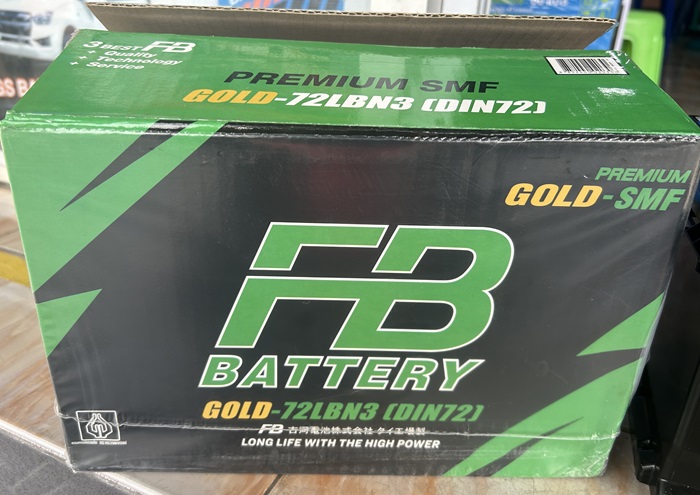 3 BEST FB
+ Quality
+ Technology
+ Service
PREMIUM SMF
GOLD-72LBN3 (DIN72)
PREMIUM
GOLD-SMF
FB
BATTERY
GOLD-72LBN3 (DIN72)
FB 古河電池株式会社 タイ工場製
LONG LIFE WITH THE HIGH POWER